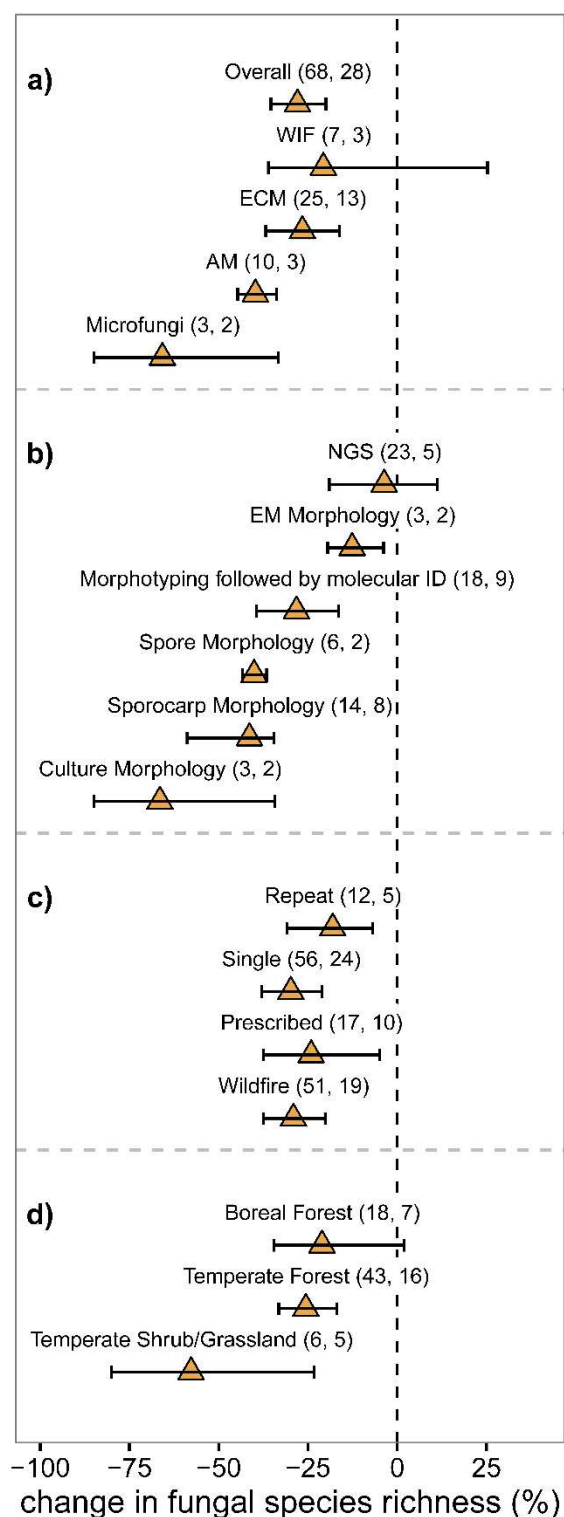 a)
Overall (68, 28)
WIF (7, 3)
ECM (25, 13)
AM (10, 3)
Microfungi (3, 2)
b)
NGS (23, 5)
EM Morphology (3, 2)
Morphotyping followed by molecular ID (18, 9)
Spore Morphology (6, 2)
Sporocarp Morphology (14, 8)
Culture Morphology (3, 2)
c)
Repeat (12, 5)
Single (56, 24)
Prescribed (17, 10)
Wildfire (51, 19)
d)
Boreal Forest (18, 7)
Temperate Forest (43, 16)
Temperate Shrub/Grassland (6, 5)
−100 −75 −50 −25 0 25
change in fungal species richness (%)